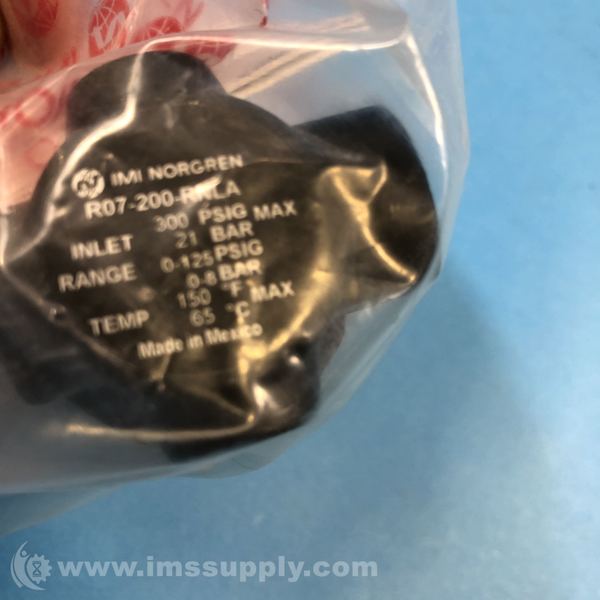 IMI NORGREN
R07-200-RNLA
INLET 300 PSIG MAX
21 BAR
RANGE 0-125 PSIG
0-8 BAR
TEMP 150 °F MAX
65 °C
Made in Mexico
www.imssupply.com